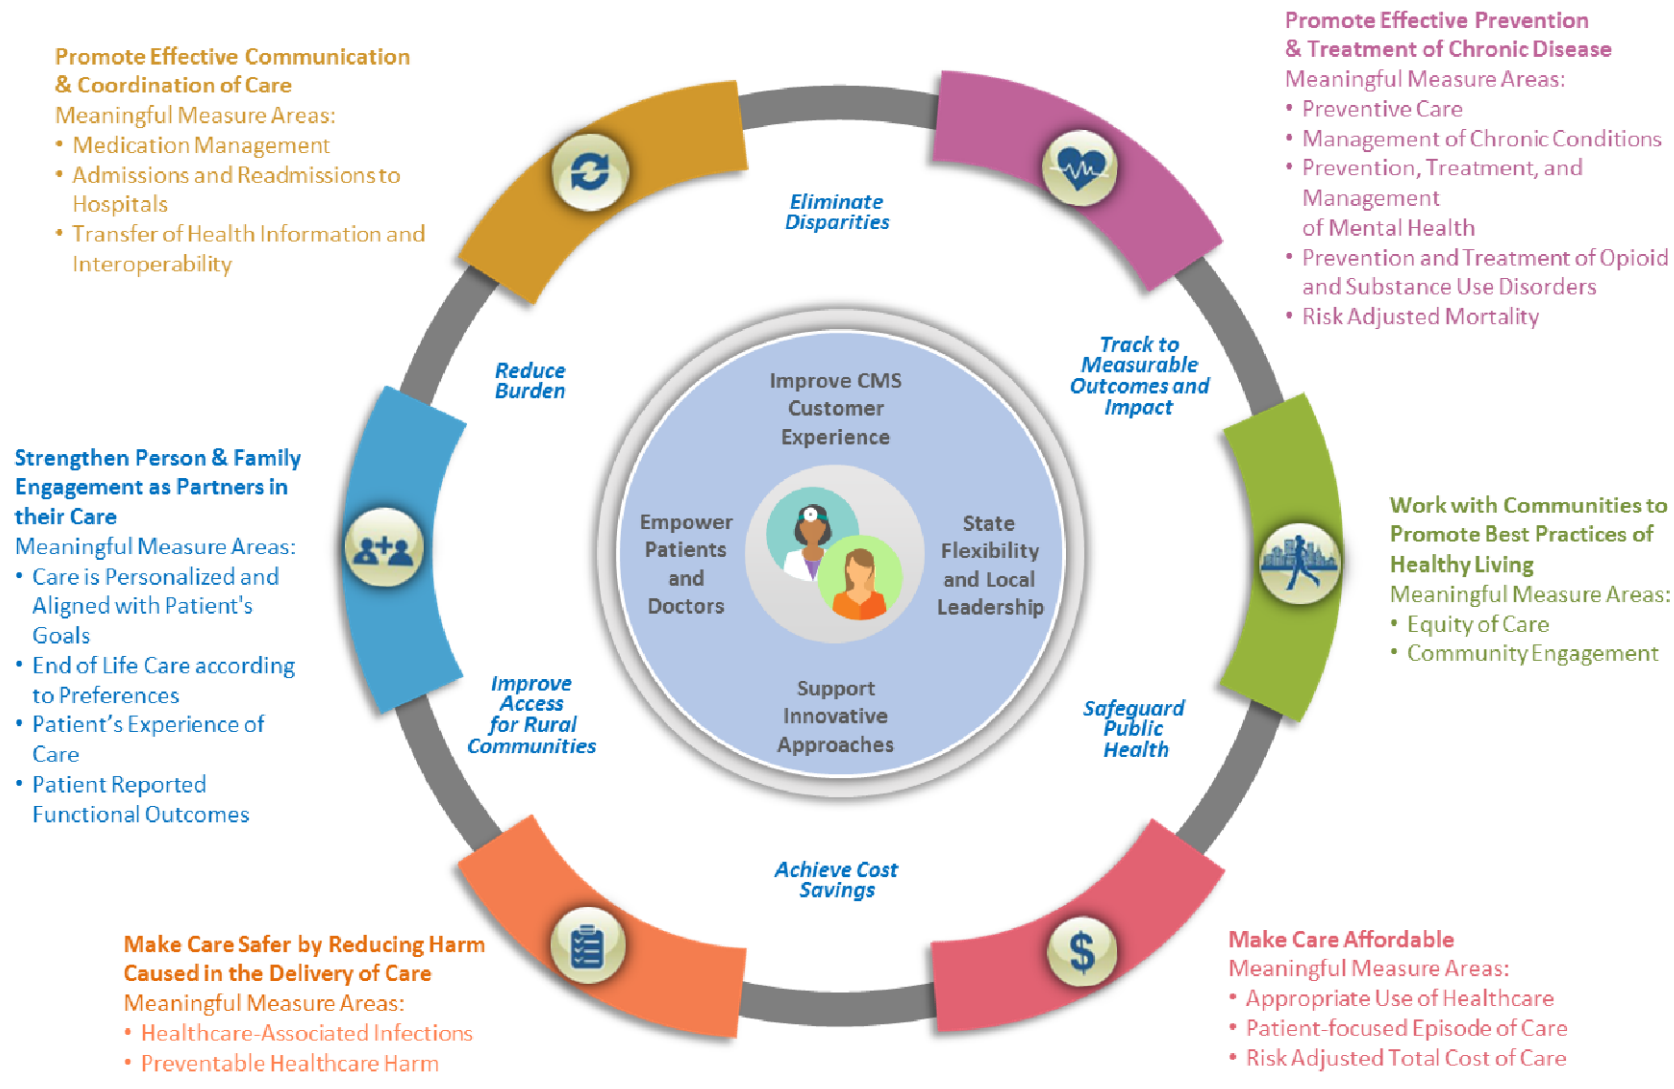 Promote Effective Communication
& Coordination of Care
Meaningful Measure Areas:
• Medication Management
• Admissions and Readmissions to
Hospitals
• Transfer of Health Information and
Interoperability
Promote Effective Prevention
& Treatment of Chronic Disease
Meaningful Measure Areas:
• Preventive Care
• Management of Chronic Conditions
• Prevention, Treatment, and
Management
of Mental Health
• Prevention and Treatment of Opioid
and Substance Use Disorders
• Risk Adjusted Mortality
Eliminate
Disparities
Reduce
Burden
Track to
Measurable
Outcomes and
Impact
Improve CMS
Customer
Experience
Empower
Patients
and
Doctors
State
Flexibility
and Local
Leadership
Support
Innovative
Approaches
Strengthen Person & Family
Engagement as Partners in
their Care
Meaningful Measure Areas:
• Care is Personalized and
Aligned with Patient's
Goals
• End of Life Care according
to Preferences
• Patient’s Experience of
Care
• Patient Reported
Functional Outcomes
Work with Communities to
Promote Best Practices of
Healthy Living
Meaningful Measure Areas:
• Equity of Care
• Community Engagement
Improve
Access
for Rural
Communities
Safeguard
Public
Health
Achieve Cost
Savings
Make Care Safer by Reducing Harm
Caused in the Delivery of Care
Meaningful Measure Areas:
• Healthcare-Associated Infections
• Preventable Healthcare Harm
$
Make Care Affordable
Meaningful Measure Areas:
• Appropriate Use of Healthcare
• Patient-focused Episode of Care
• Risk Adjusted Total Cost of Care